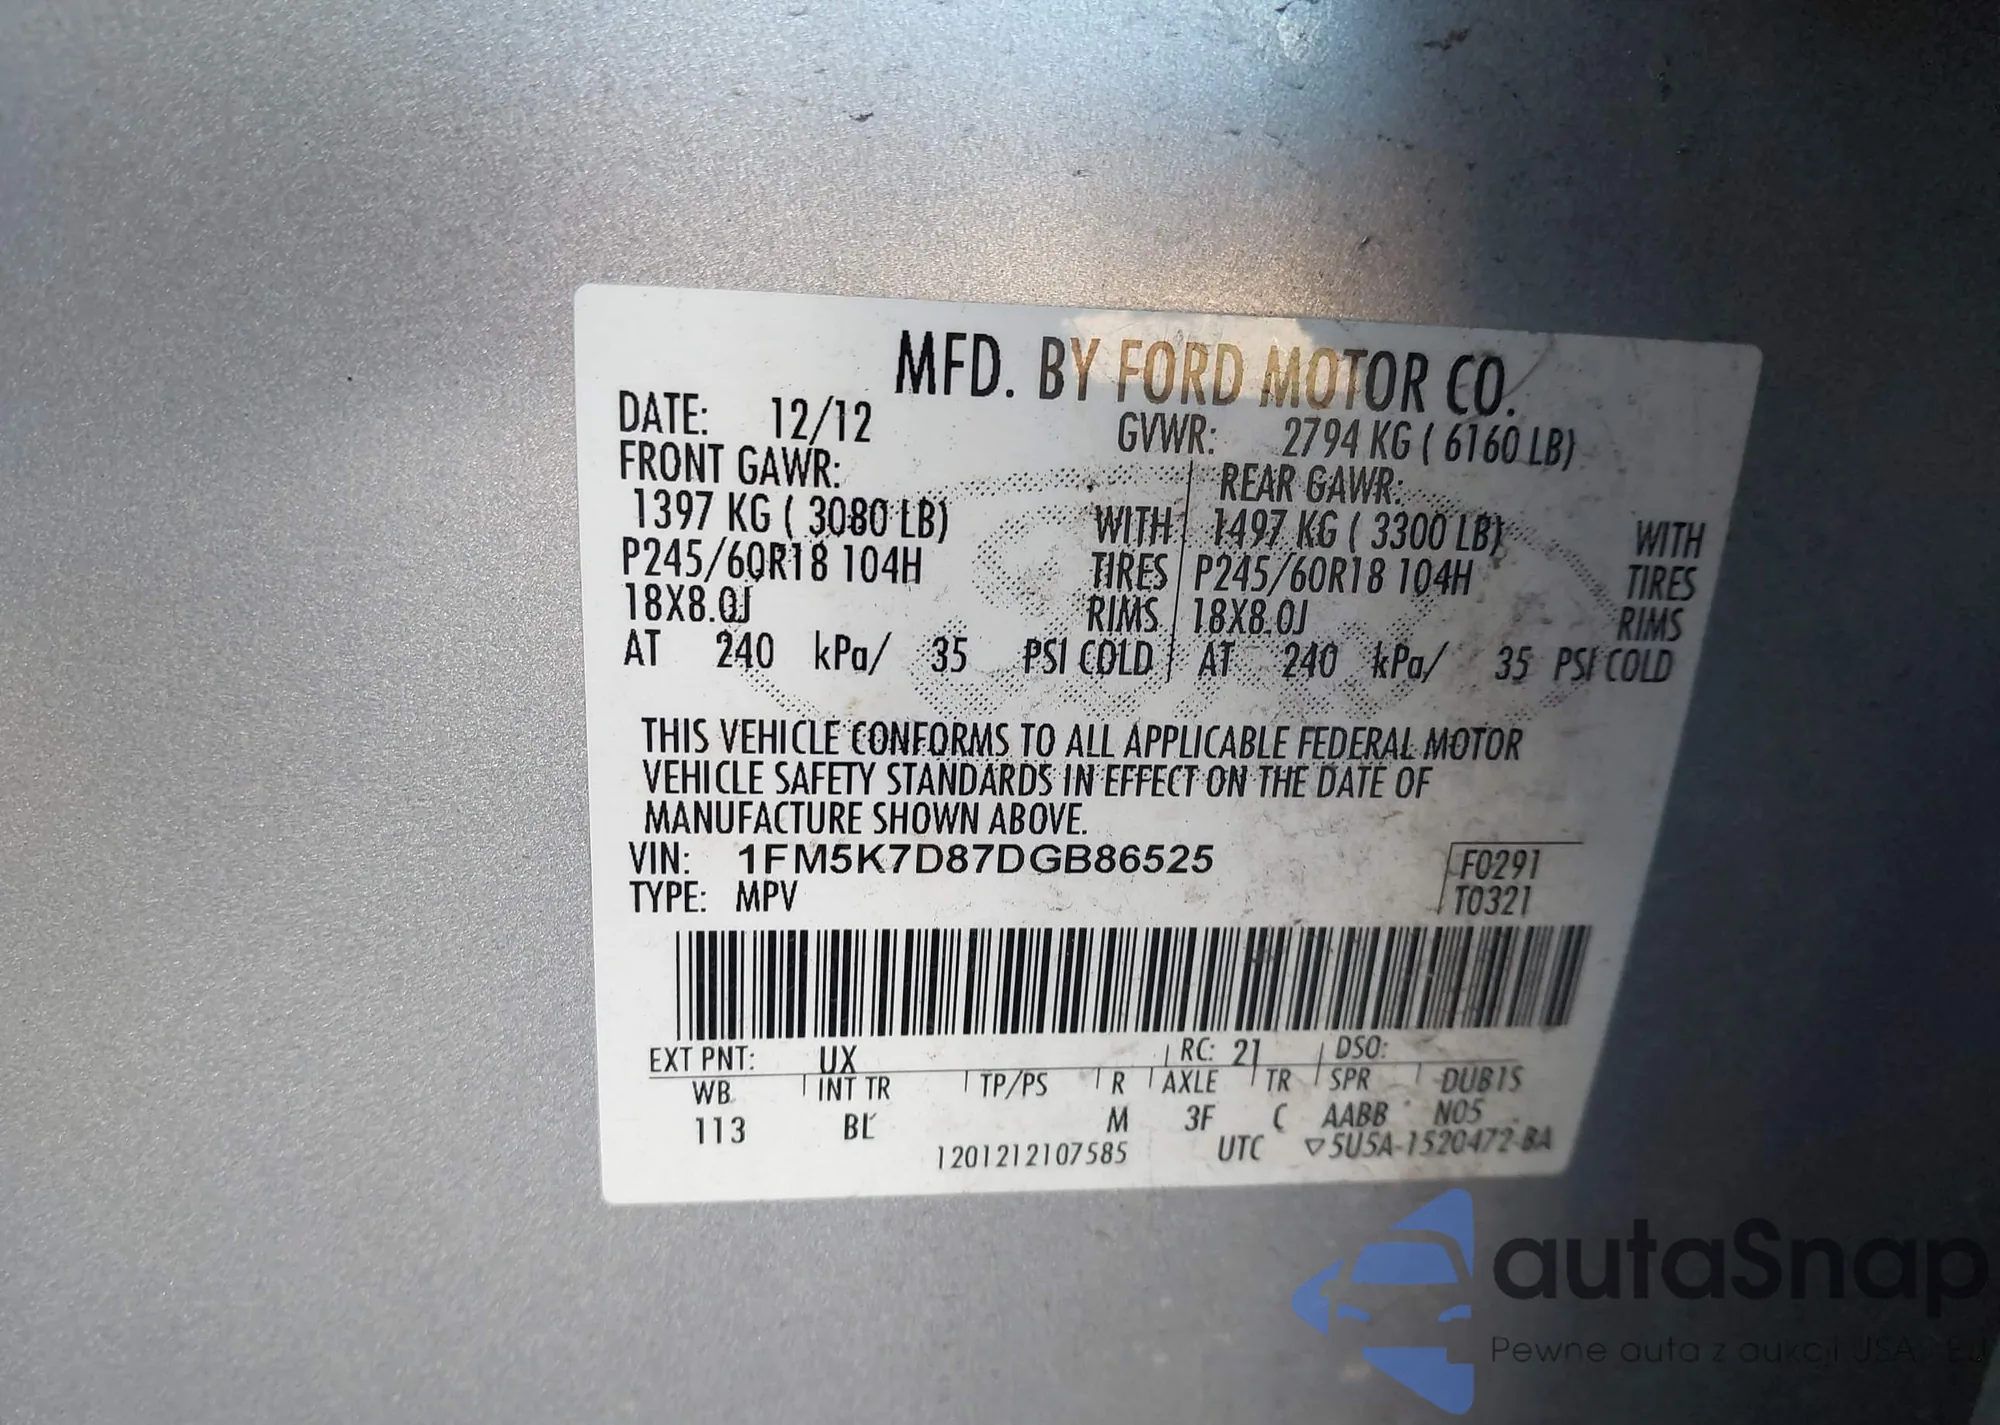 MFD. BY FORD MOTOR CO.
DATE: 12/12 GVWR: 2794 KG ( 6160 LB)
FRONT GAWR: REAR GAWR:
1397 KG ( 3080 LB) WITH 1497 KG ( 3300 LB) WITH
P245/60R18 104H TIRES P245/60R18 104H TIRES
18X8.0J RIMS 18X8.0J RIMS
AT 240 kPa/ 35 PSI COLD AT 240 kPa/ 35 PSI COLD
THIS VEHICLE CONFORMS TO ALL APPLICABLE FEDERAL MOTOR
VEHICLE SAFETY STANDARDS IN EFFECT ON THE DATE OF
MANUFACTURE SHOWN ABOVE.
VIN: 1FM5K7D87DGB86525 F0291
TYPE: MPV T0321
EXT PNT: UX RC: 21 DSO:
WB INT TR TP/PS R AXLE TR SPR DUB1S
113 BL M 3F C AABB N05
1201212107585 UTC ▽5U5A-1520472-BA
autaSnap
Pewne auta z aukcji USA i EU